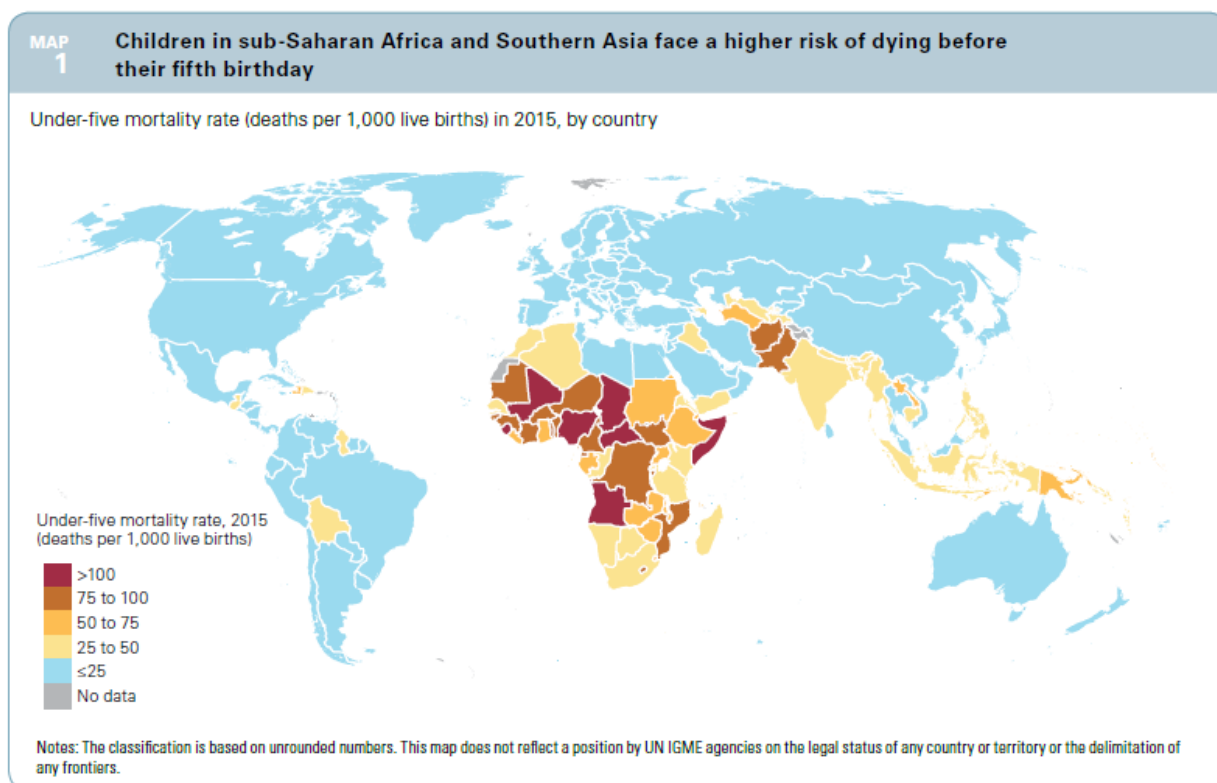 MAP
1
Children in sub-Saharan Africa and Southern Asia face a higher risk of dying before
their fifth birthday
Under-five mortality rate (deaths per 1,000 live births) in 2015, by country
Under-five mortality rate, 2015
(deaths per 1,000 live births)
>100
75 to 100
50 to 75
25 to 50
≤25
No data
Notes: The classification is based on unrounded numbers. This map does not reflect a position by UN IGME agencies on the legal status of any country or territory or the delimitation of
any frontiers.